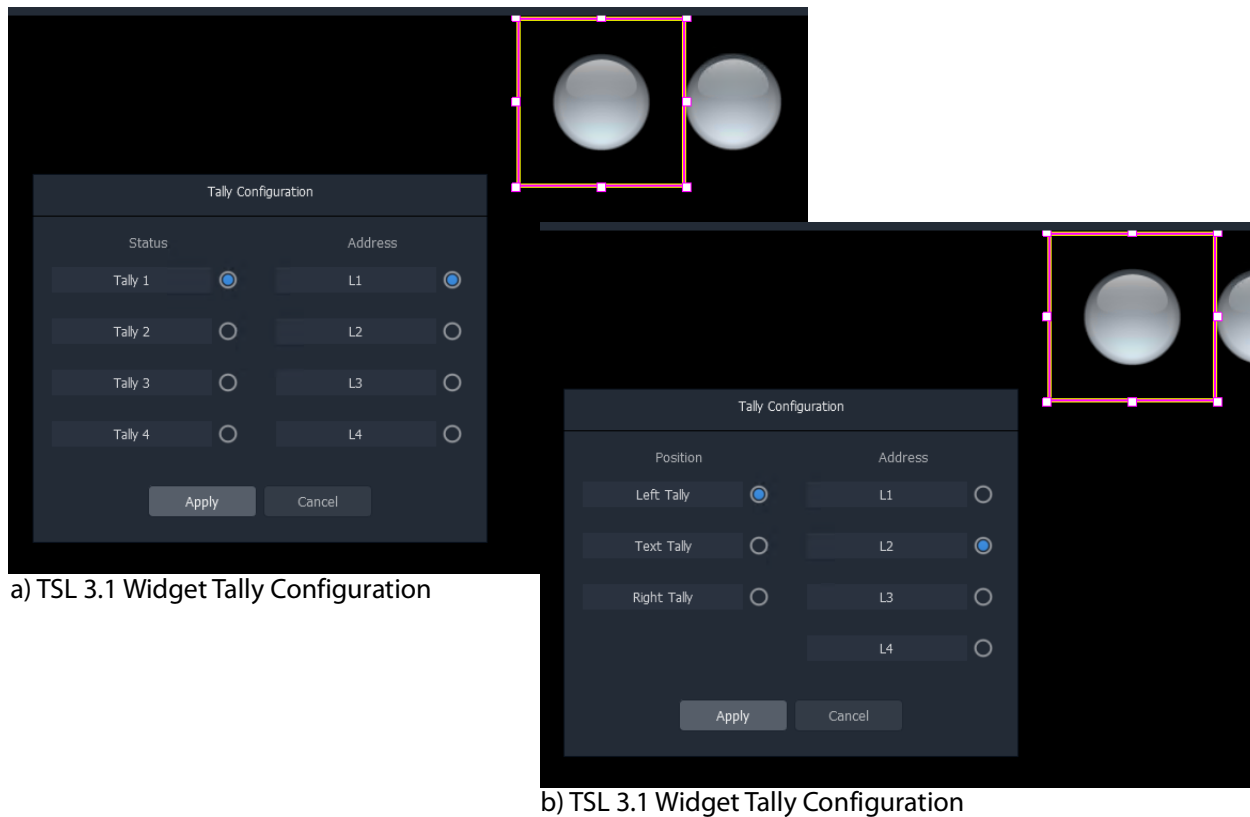 Tally Configuration
Status Address
Tally 1 L1
Tally 2 L2
Tally 3 L3
Tally 4 L4
Apply Cancel
a) TSL 3.1 Widget Tally Configuration
Tally Configuration
Position Address
Left Tally L1
Text Tally L2
Right Tally L3
L4
Apply Cancel
b) TSL 3.1 Widget Tally Configuration